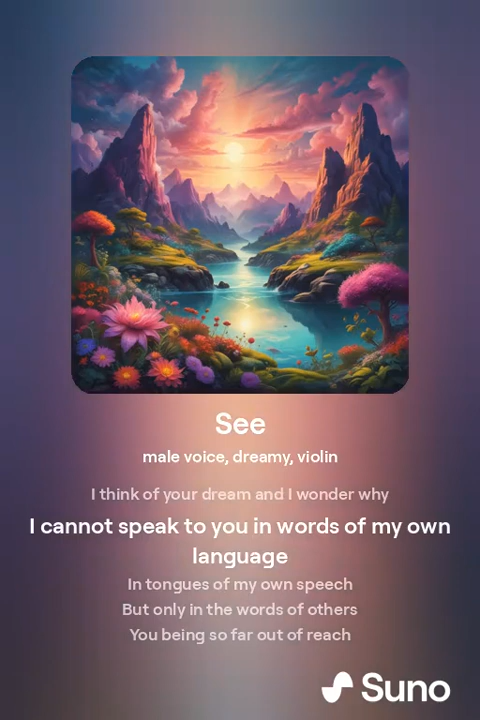 See
male voice, dreamy, violin
I think of your dream and I wonder why
I cannot speak to you in words of my own
language
In tongues of my own speech
But only in the words of others
You being so far out of reach
Suno